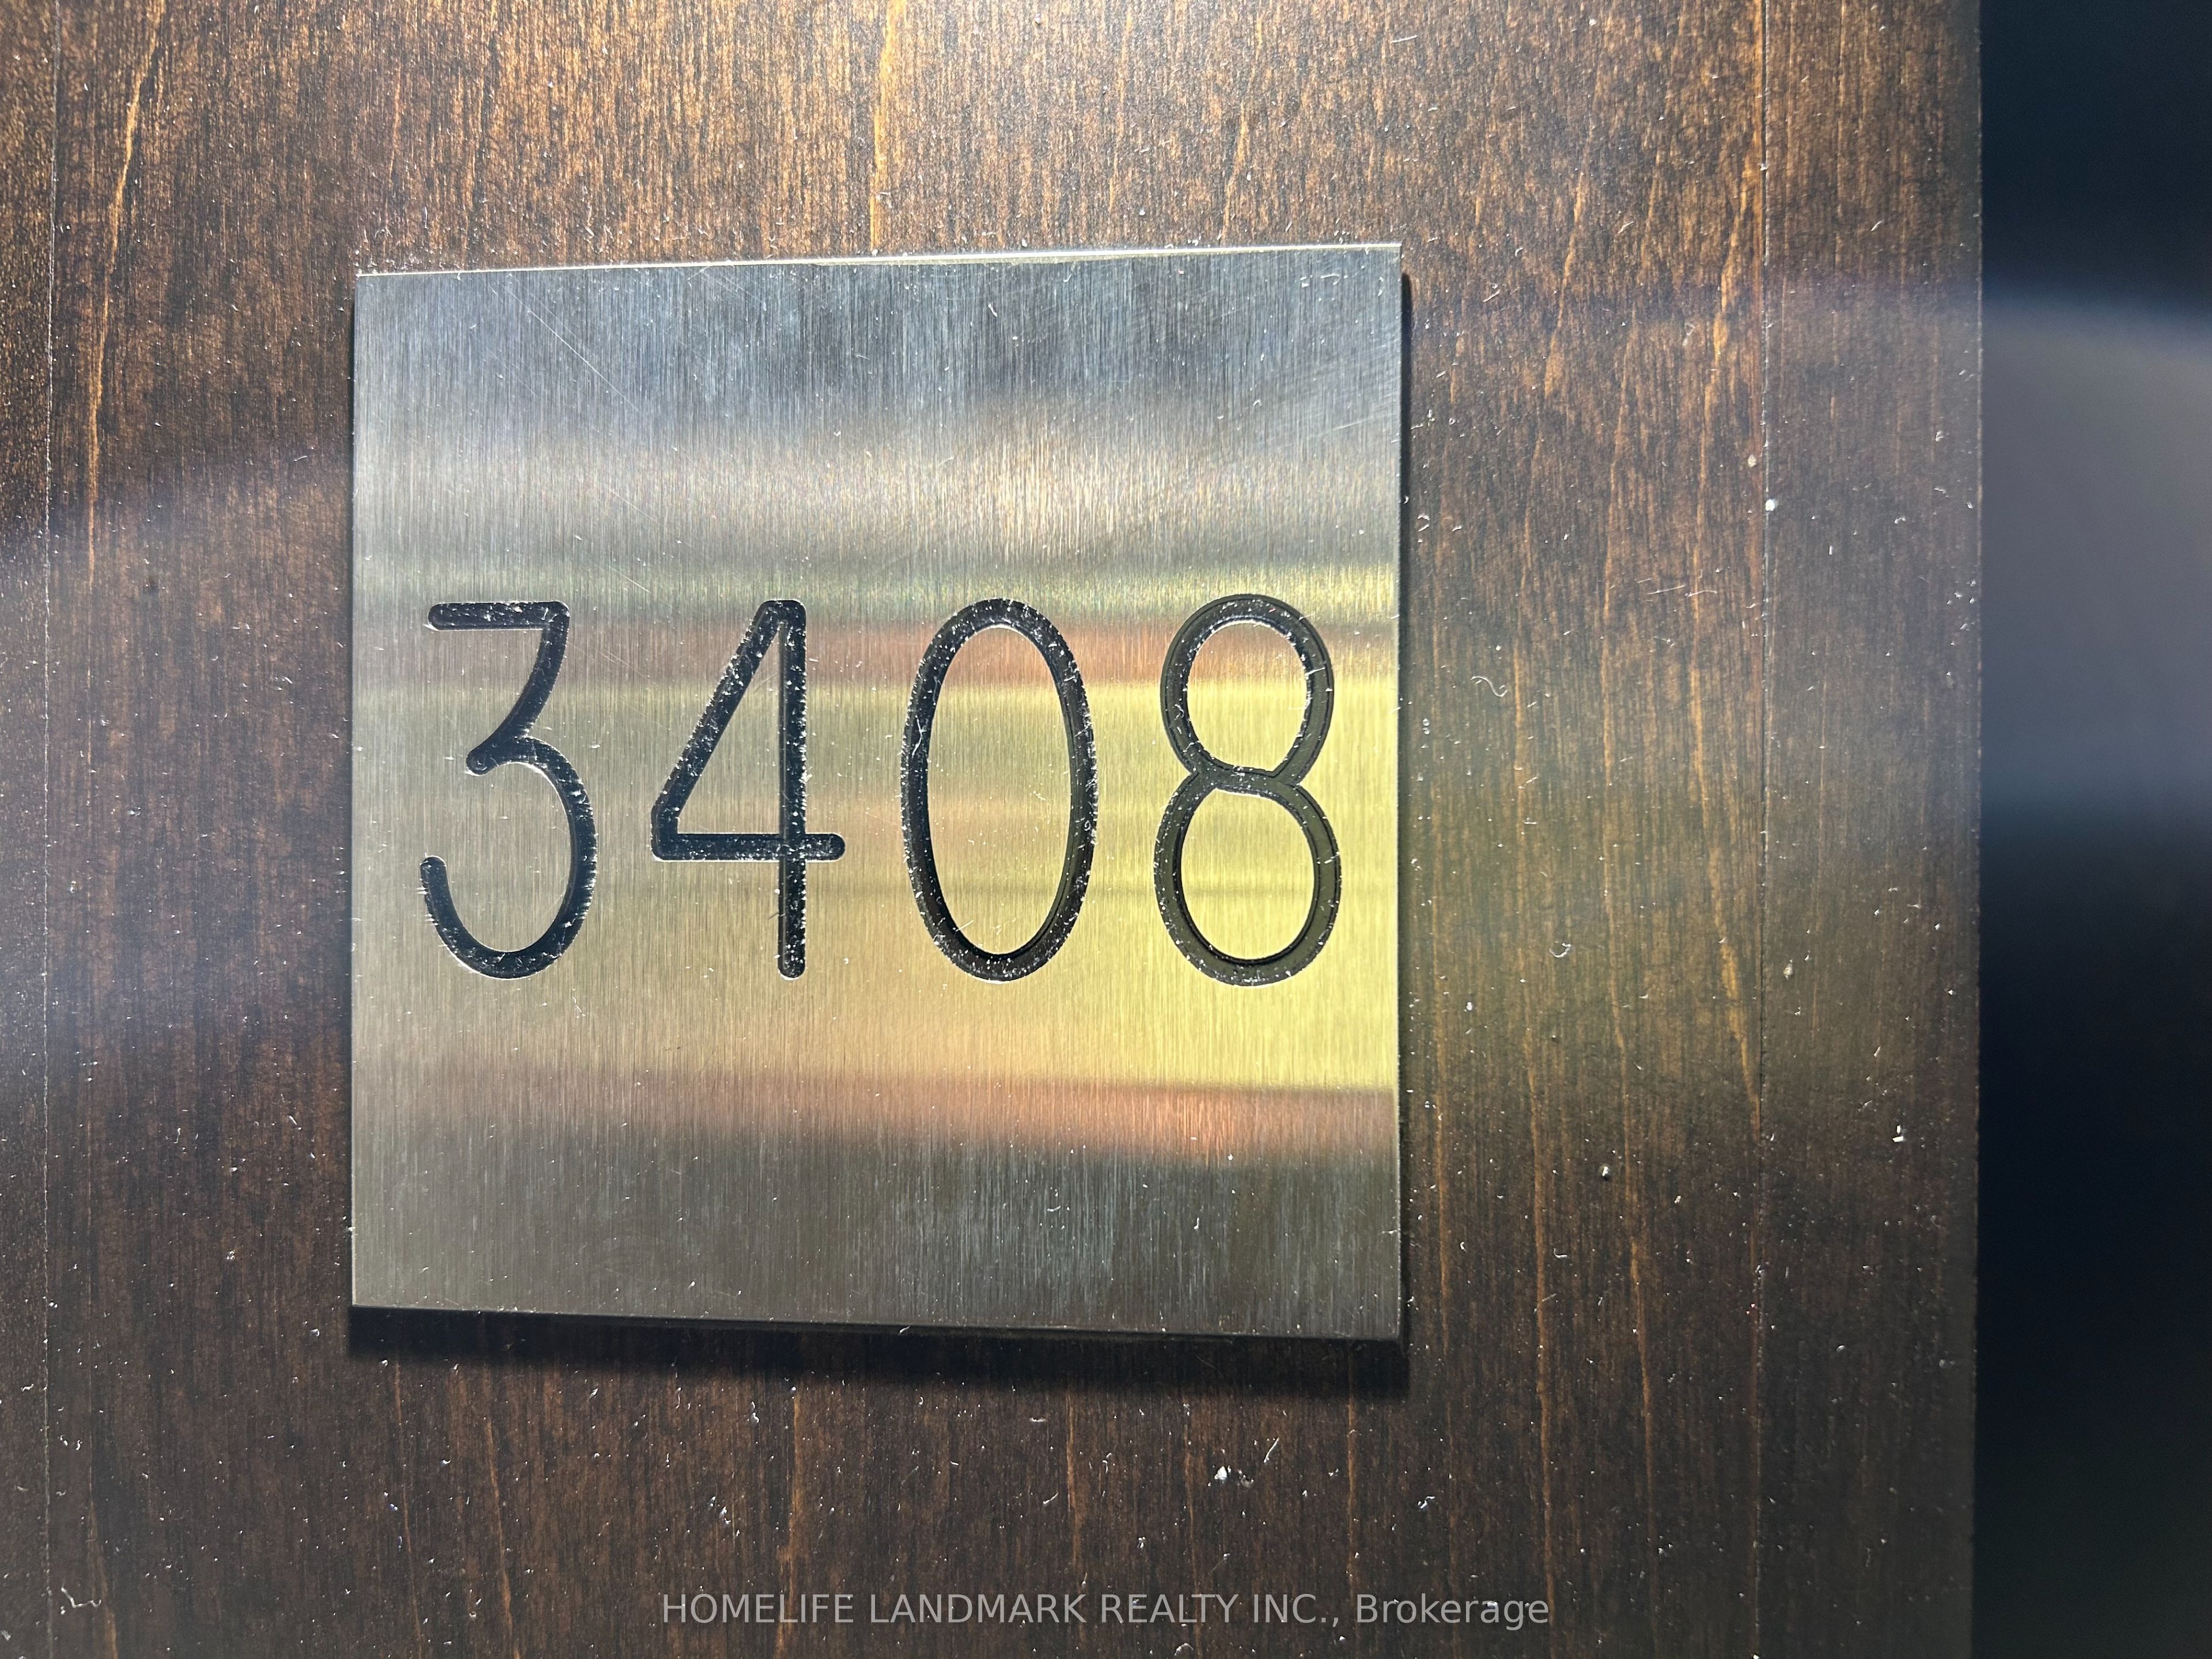 3408
HOMELIFE LANDMARK REALTY INC., Brokerage